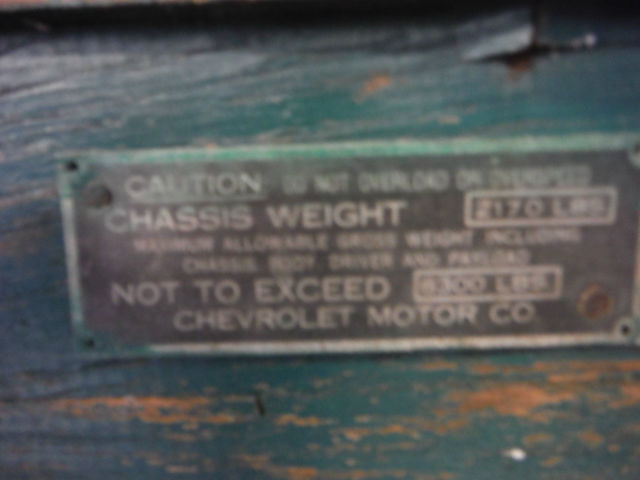 CAUTION DO NOT OVERLOAD OR OVERSPEED
CHASSIS WEIGHT 2170 LBS.
MAXIMUM ALLOWABLE GROSS WEIGHT INCLUDING
CHASSIS, BODY, DRIVER AND PAYLOAD
NOT TO EXCEED LBS.
CHEVROLET MOTOR CO.